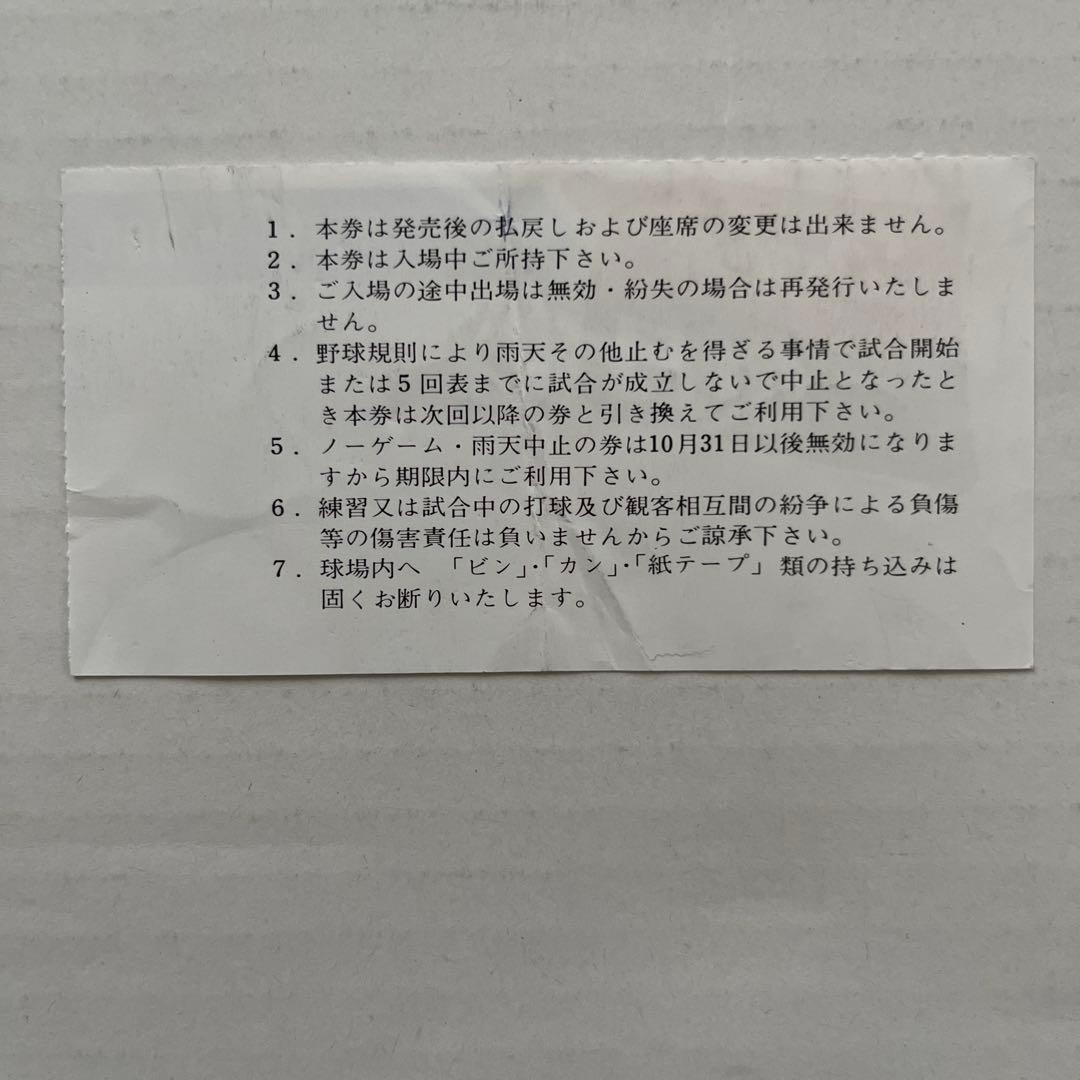 1. 本券は発売後の払戻しおよび座席の変更は出来ません。
2. 本券は入場中ご所持下さい。
3. ご入場の途中出場は無効・紛失の場合は再発行いたしま
せん。
4. 野球規則により雨天その他止むを得ざる事情で試合開始
または5回表までに試合が成立しないで中止となったと
き本券は次回以降の券と引き換えてご利用下さい。
5. ノーゲーム・雨天中止の券は10月31日以後無効になりま
すから期限内にご利用下さい。
6. 練習又は試合中の打球及び観客相互間の紛争による負傷
等の傷害責任は負いませんからご諒承下さい。
7. 球場内へ 「ビン」・「カン」・「紙テープ」類の持ち込みは
固くお断りいたします。